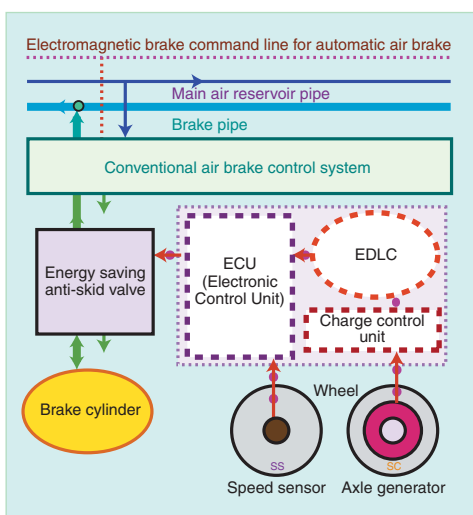 Electromagnetic brake command line for automatic air brake
Main air reservoir pipe
Brake pipe
Conventional air brake control system
Energy saving
anti-skid valve
ECU
(Electronic
Control Unit)
EDLC
Charge control
unit
Brake cylinder
Wheel
SS
SC
Speed sensor
Axle generator